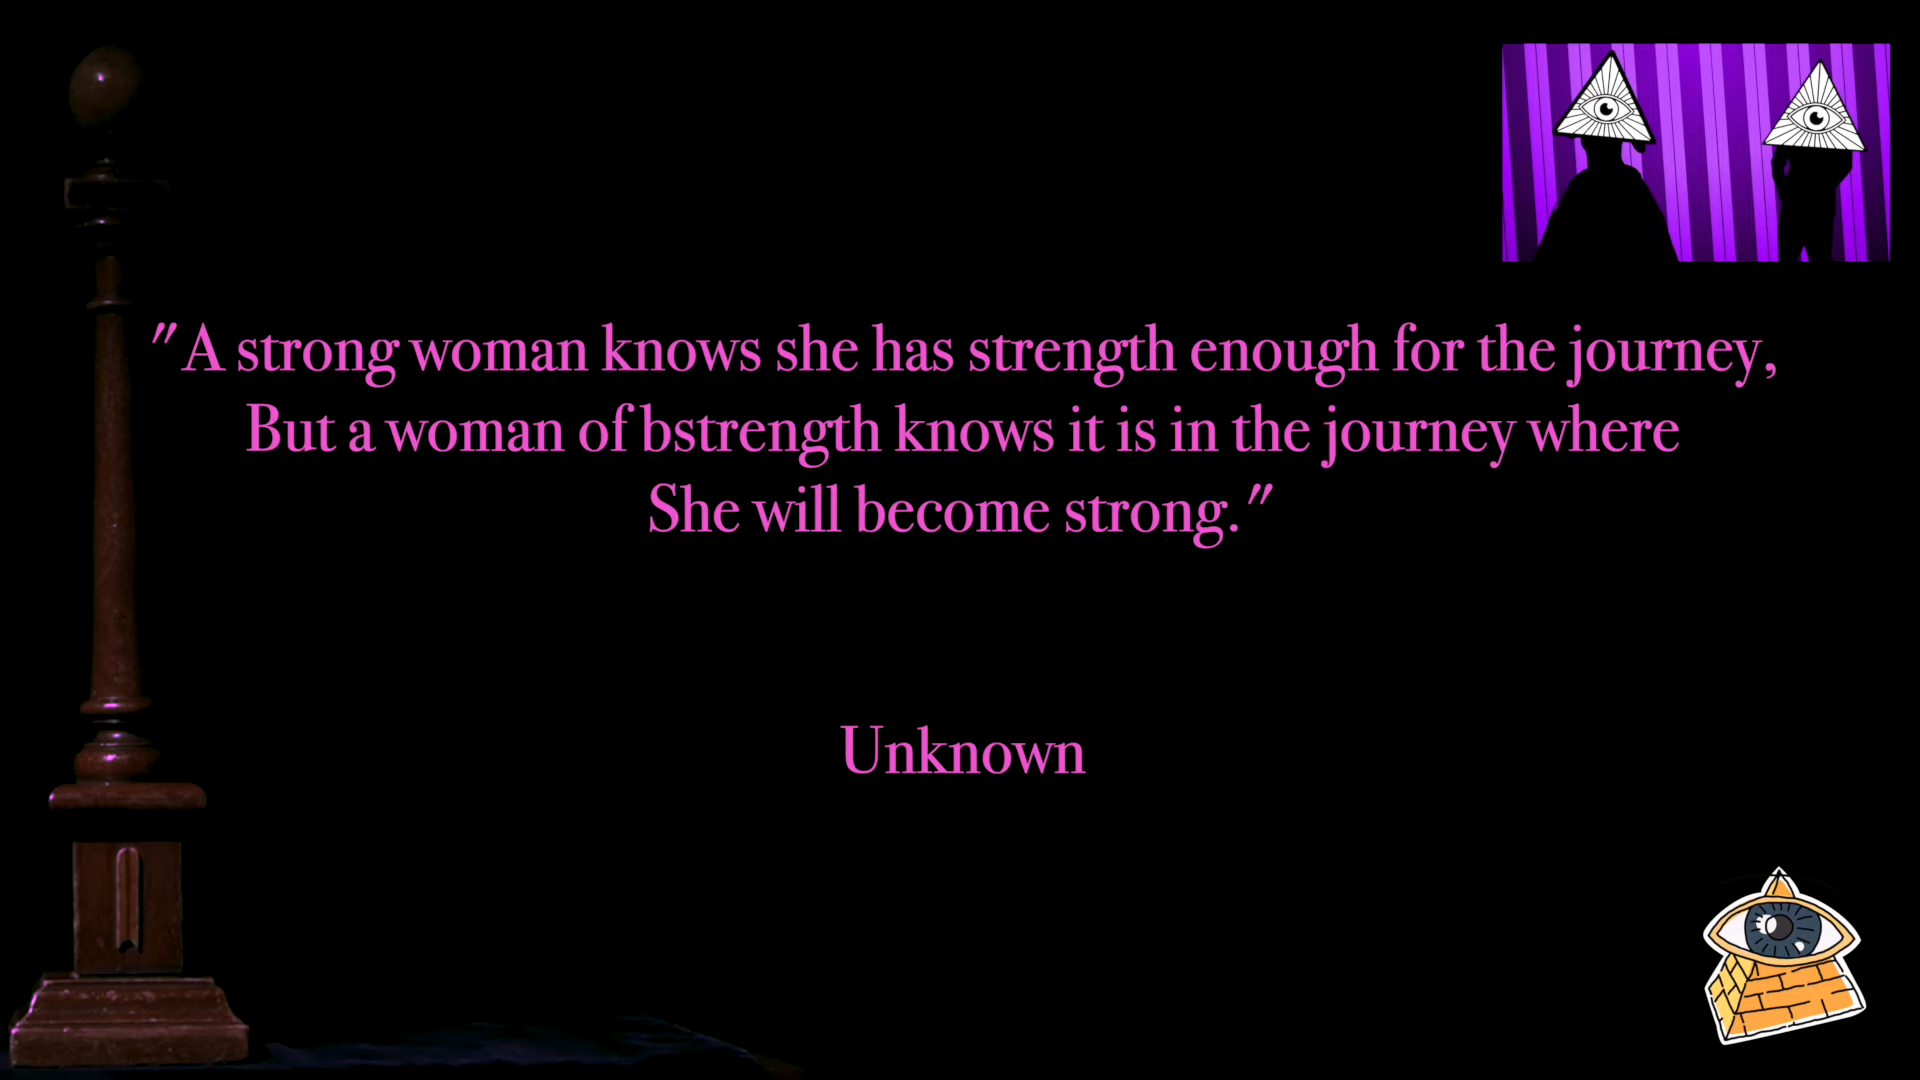 "A strong woman knows she has strength enough for the journey,
But a woman of bstrength knows it is in the journey where
She will become strong."
Unknown